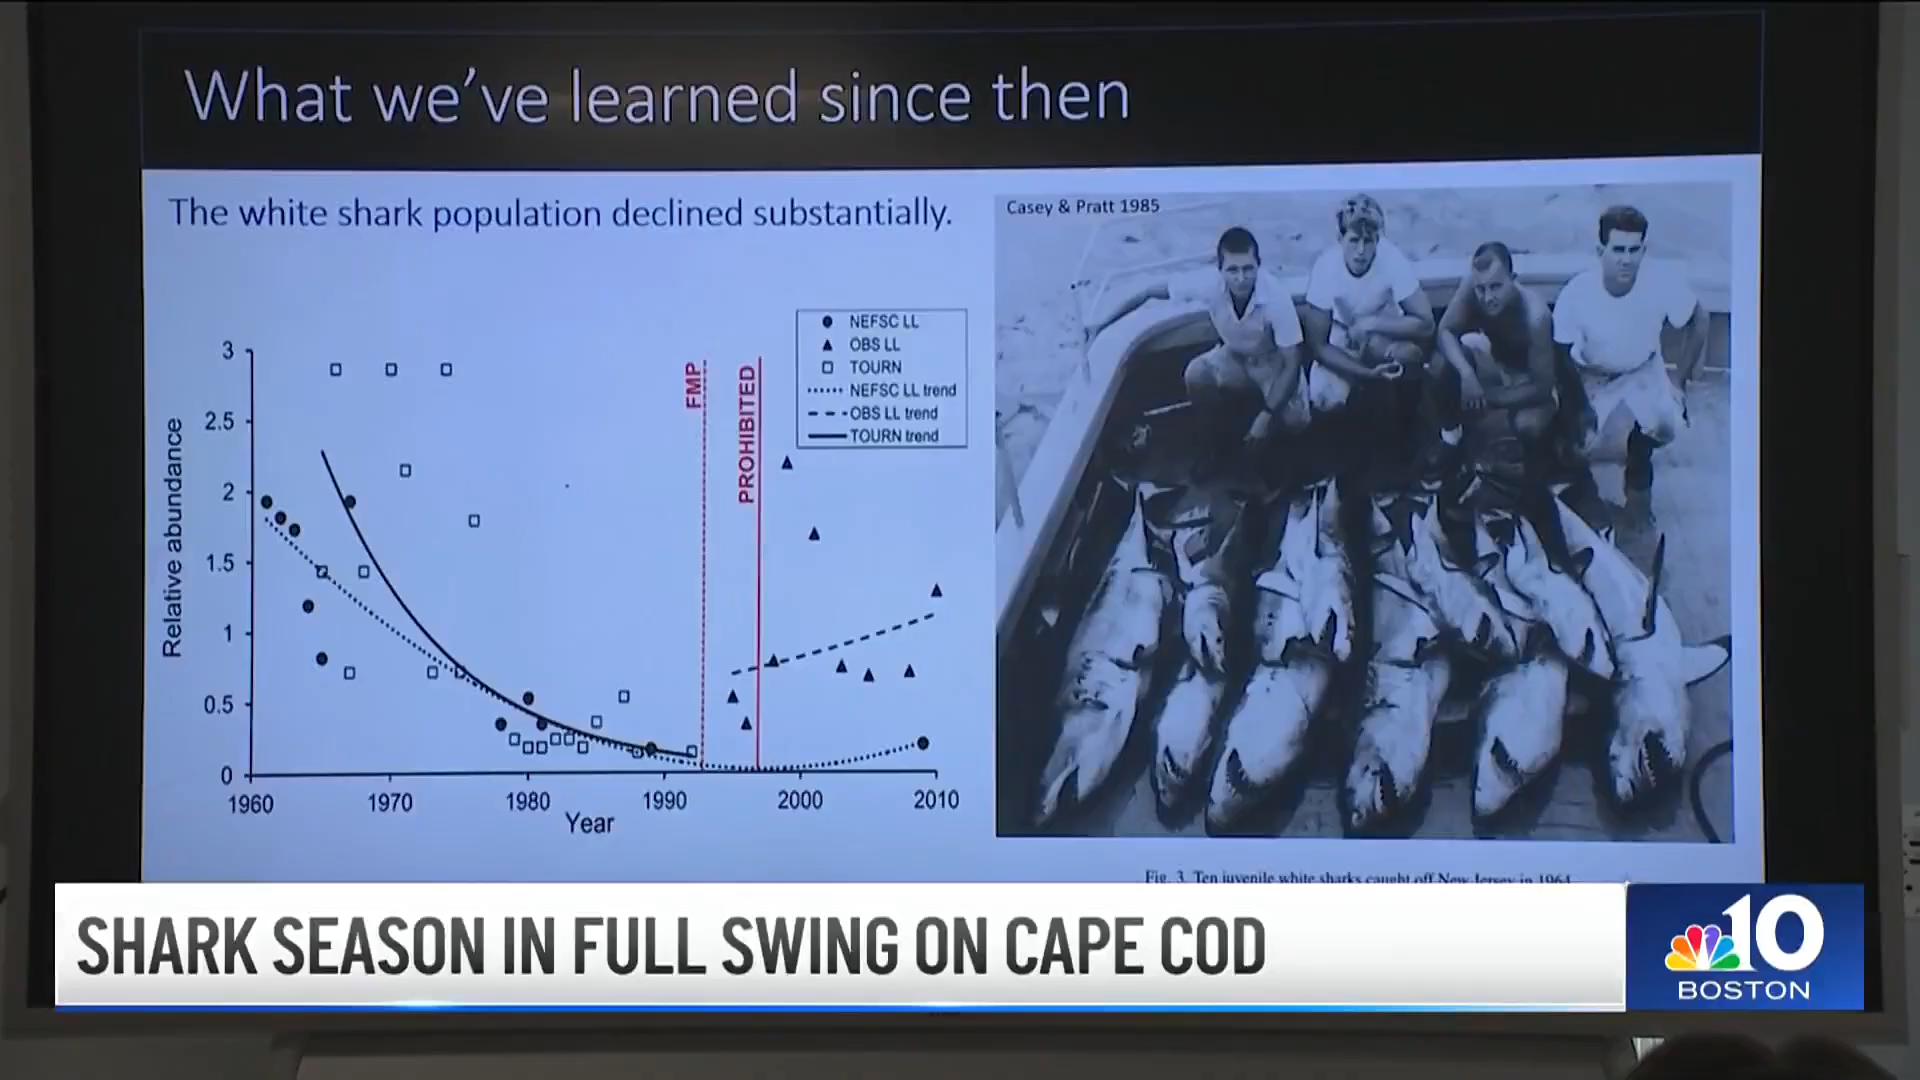 What we've learned since then
The white shark population declined substantially.
Casey & Pratt 1985
NEFSC LL
OBS LL
TOURN
NEFSC LL trend
OBS LL trend
TOURN trend
FMP
PROHIBITED
Relative abundance
3
2.5
2
1.5
1
0.5
0
1960
1970
1980
1990
2000
2010
Year
Fig. 3. Ten juvenile white sharks caught off New Jersey in 1964
SHARK SEASON IN FULL SWING ON CAPE COD
10
BOSTON